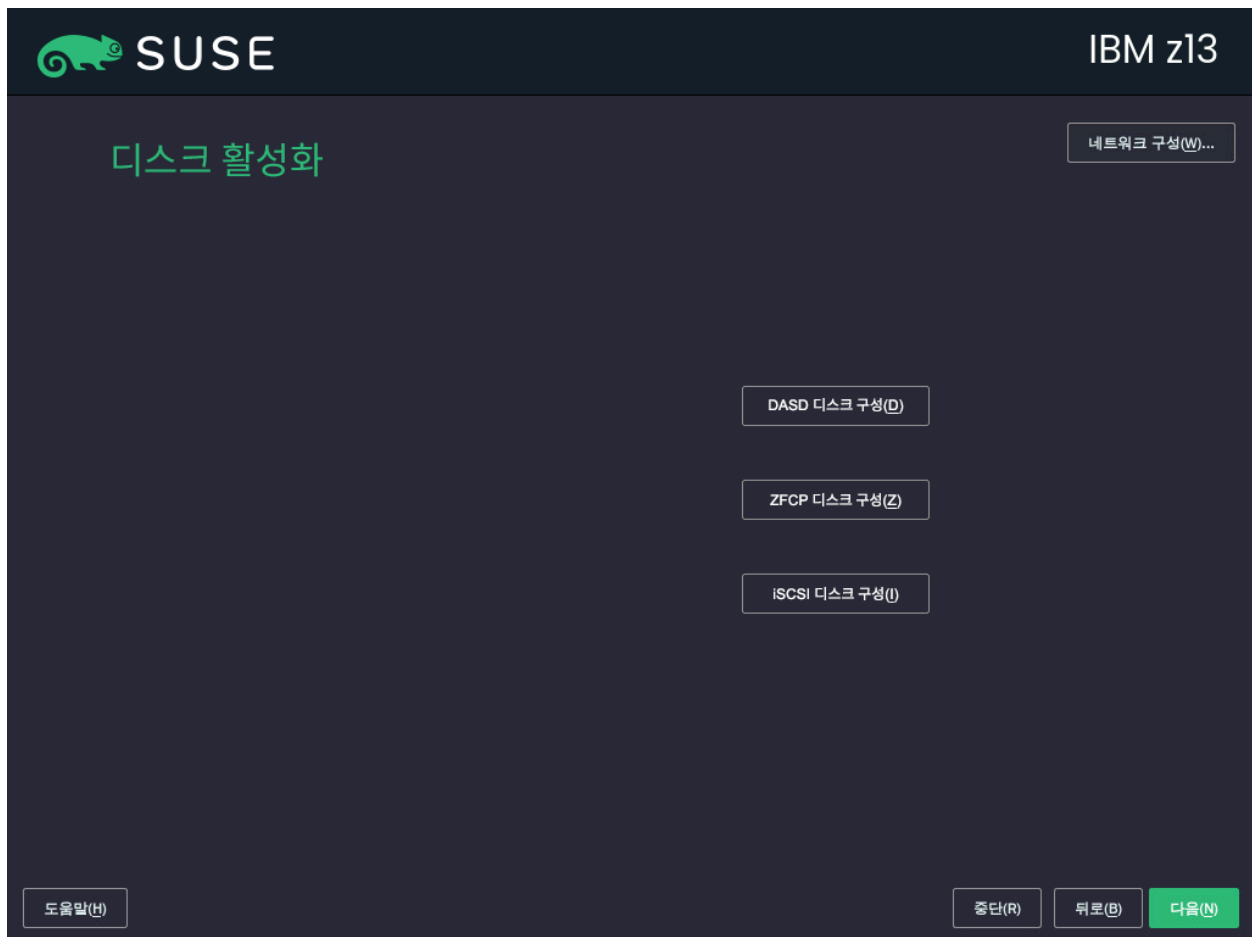 SUSE
IBM z13
디스크 활성화
네트워크 구성(W)...
DASD 디스크 구성(D)
ZFCP 디스크 구성(Z)
iSCSI 디스크 구성(I)
도움말(H)
중단(R)
뒤로(B)
다음(N)